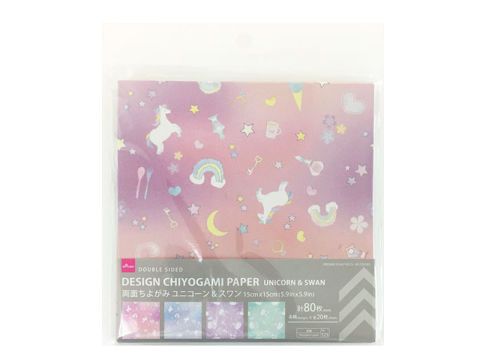 DOUBLE SIDED
DESIGN CHIYOGAMI PAPER UNICORN & SWAN
両面ちよがみ ユニコーン & スワン 15cm×15cm(5.9in×5.9in)
計80枚